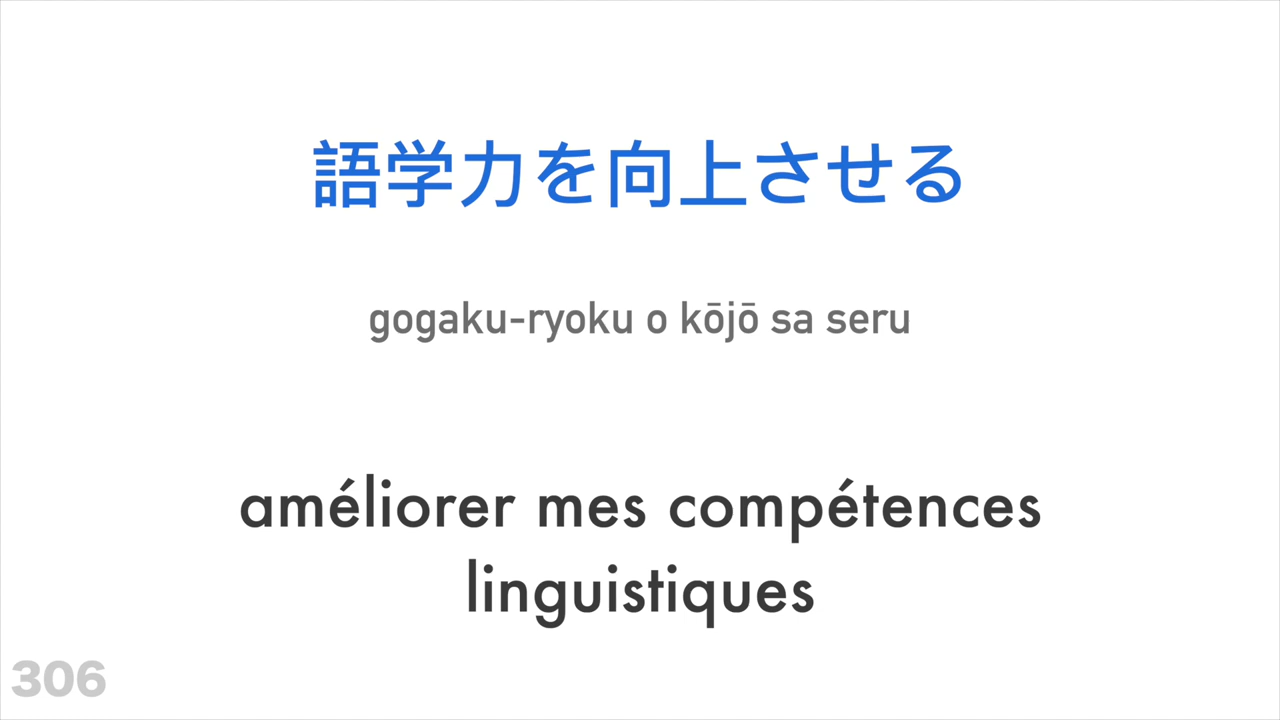 語学力を向上させる
gogaku-ryoku o kōjō sa seru
améliorer mes compétences
linguistiques
306